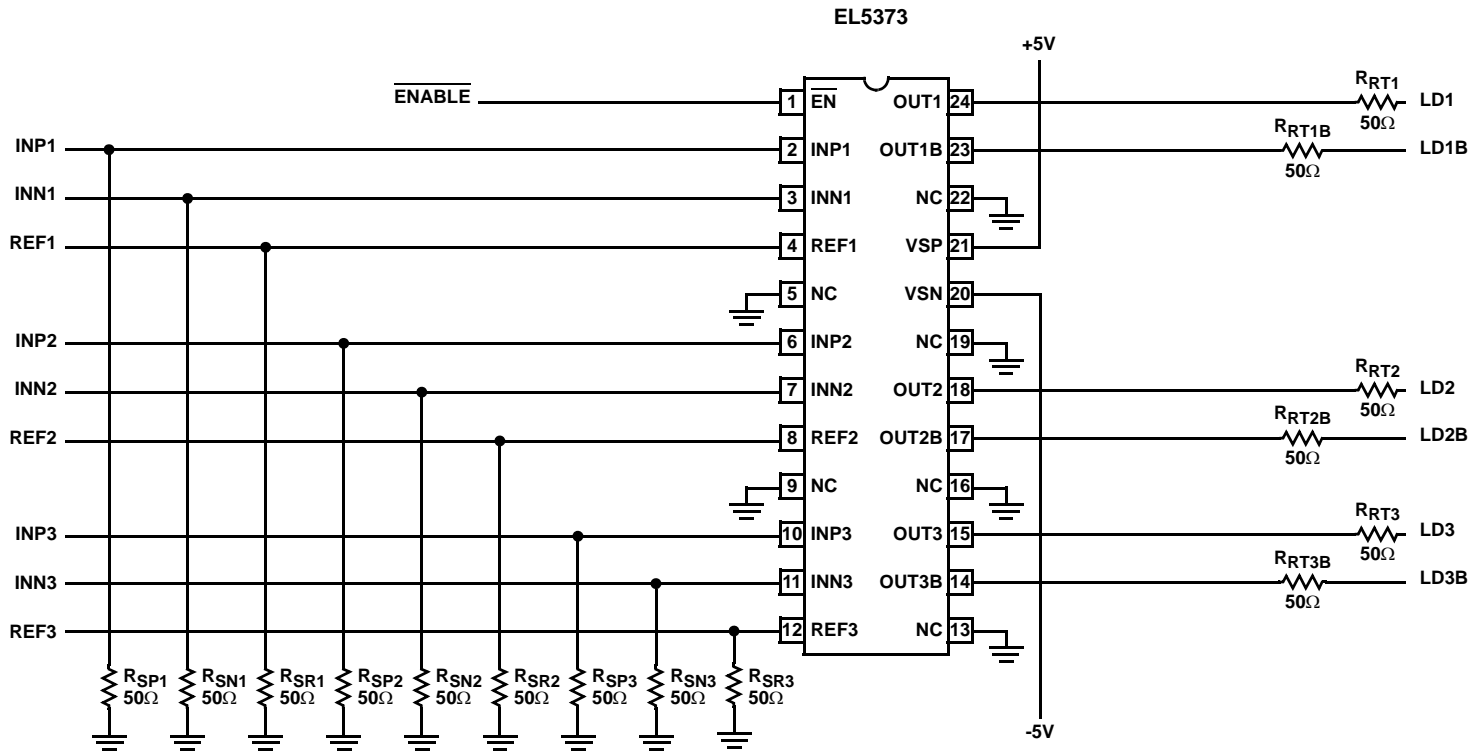 EL5373
+5V
ENABLE
1 EN OUT1 24
RRT1
50Ω
LD1
INP1
2 INP1 OUT1B 23
RRT1B
50Ω
LD1B
INN1
3 INN1 NC 22
REF1
4 REF1 VSP 21
5 NC VSN 20
INP2
6 INP2 NC 19
INN2
7 INN2 OUT2 18
RRT2
50Ω
LD2
REF2
8 REF2 OUT2B 17
RRT2B
50Ω
LD2B
9 NC NC 16
INP3
10 INP3 OUT3 15
RRT3
50Ω
LD3
INN3
11 INN3 OUT3B 14
RRT3B
50Ω
LD3B
REF3
12 REF3 NC 13
RSP1 RSN1 RSR1 RSP2 RSN2 RSR2 RSP3 RSN3 RSR3
50Ω 50Ω 50Ω 50Ω 50Ω 50Ω 50Ω 50Ω 50Ω
-5V